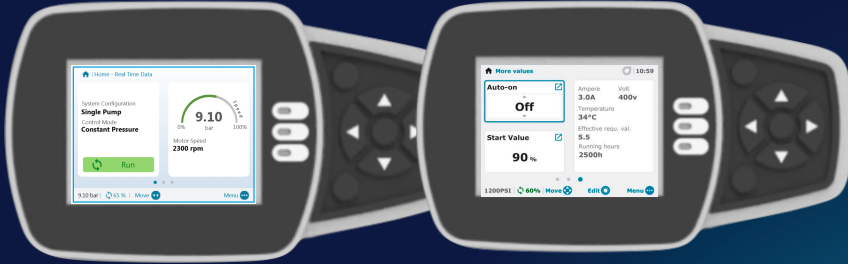 Home - Real Time Data
System Configuration
Single Pump
Control Mode
Constant Pressure
Run
Speed
9.10
0% bar 100%
Motor Speed
2300 rpm
9.10 bar | 65 % | Move Menu
More values 10:59
Auto-on
Off
Start Value
90 %
Ampere Volt
3.0A 400v
Temperature
34°C
Effective requ. val.
5.5
Running hours
2500h
1200PSI 60% Move Edit Menu